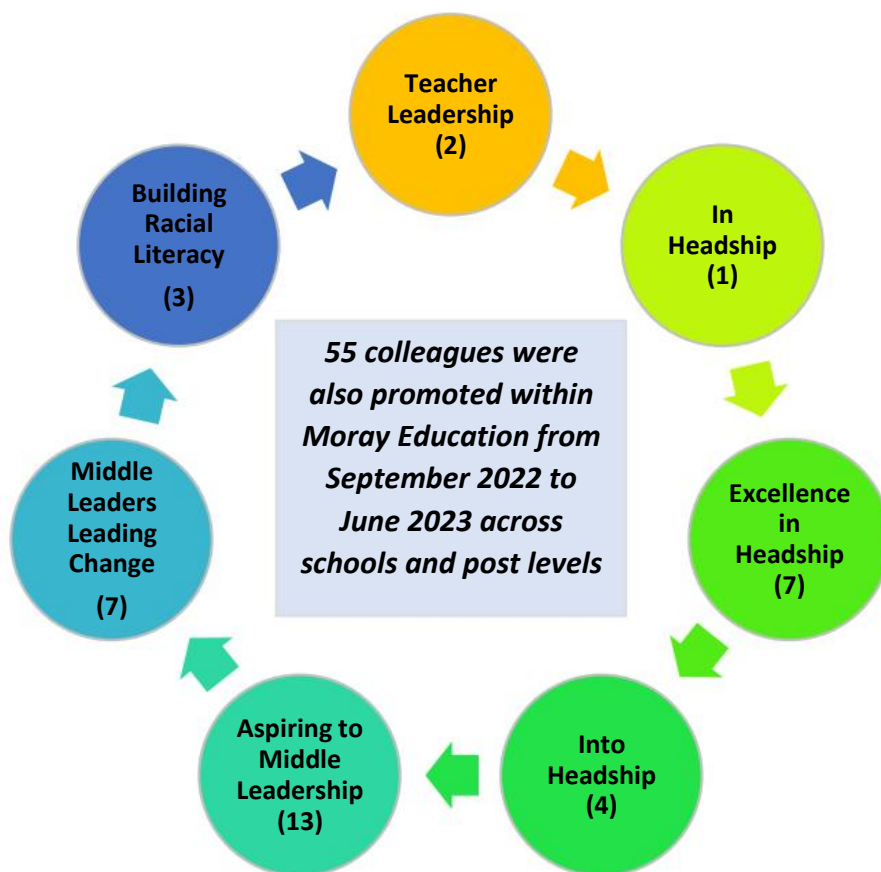 Teacher
Leadership
(2)
In
Headship
(1)
Excellence
in
Headship
(7)
Into
Headship
(4)
Aspiring to
Middle
Leadership
(13)
Middle
Leaders
Leading
Change
(7)
Building
Racial
Literacy
(3)
55 colleagues were
also promoted within
Moray Education from
September 2022 to
June 2023 across
schools and post levels